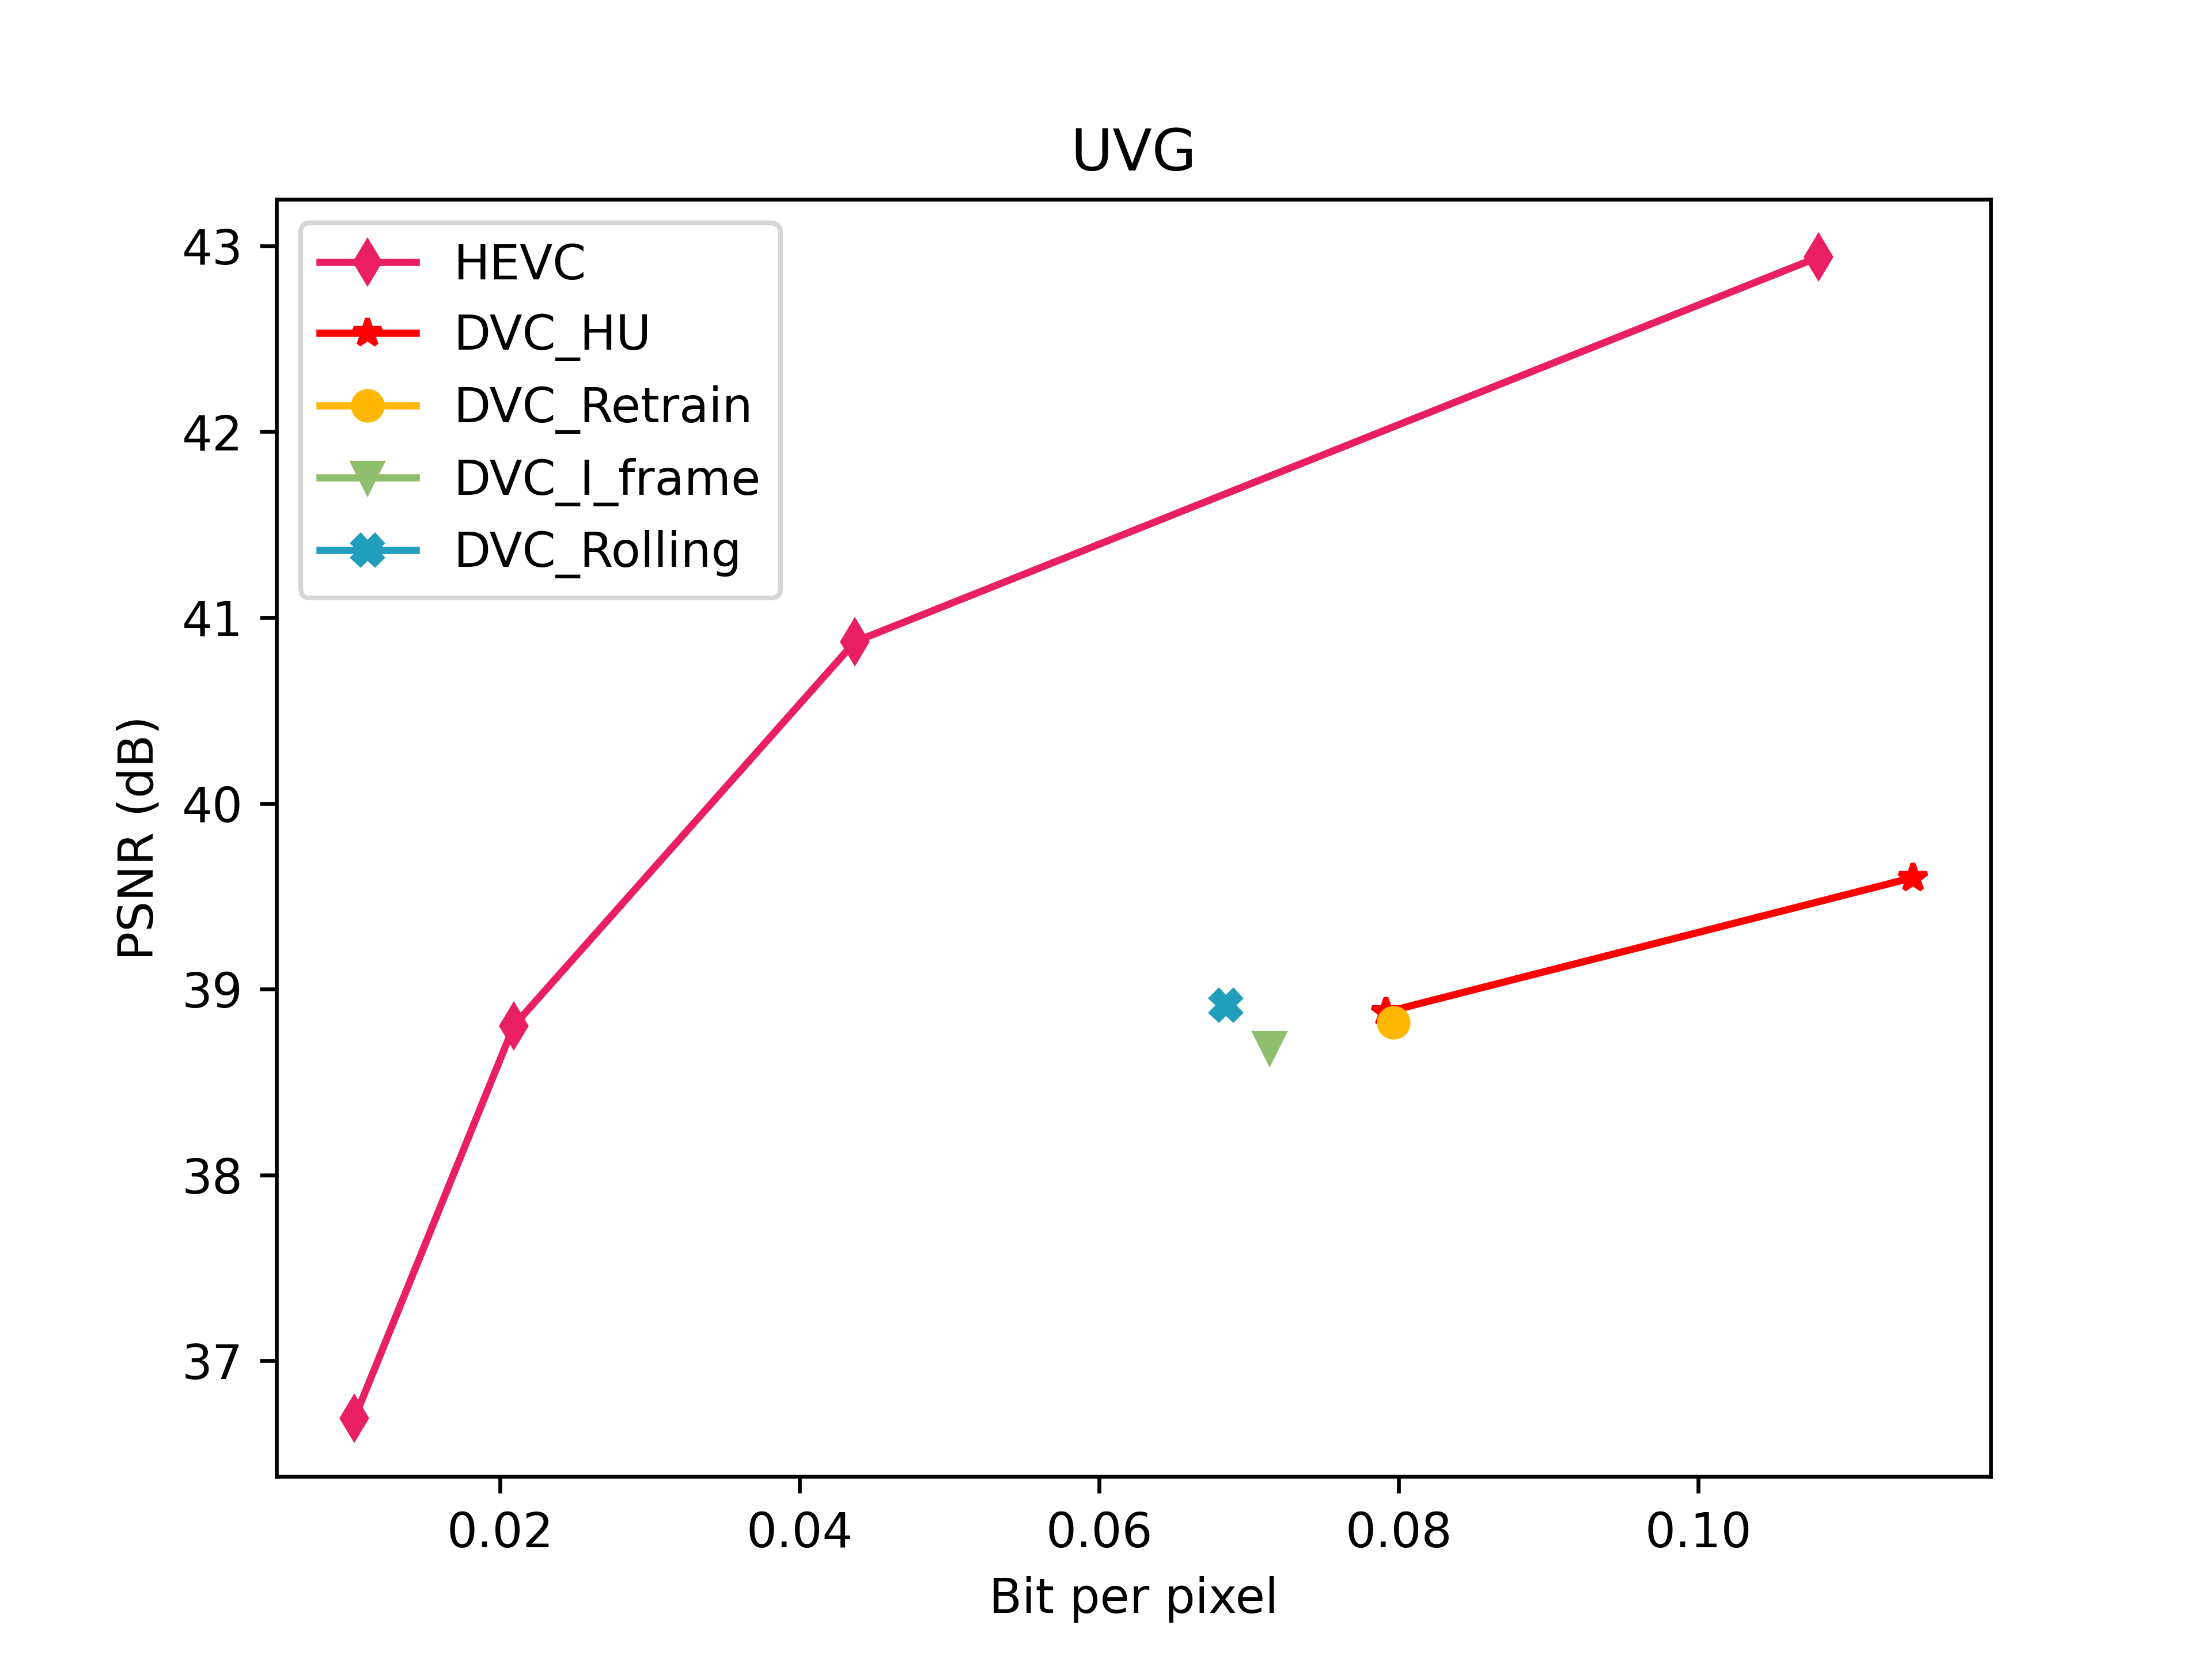 UVG
HEVC
DVC_HU
DVC_Retrain
DVC_I_frame
DVC_Rolling
43
42
41
40
39
38
37
PSNR (dB)
0.02 0.04 0.06 0.08 0.10
Bit per pixel